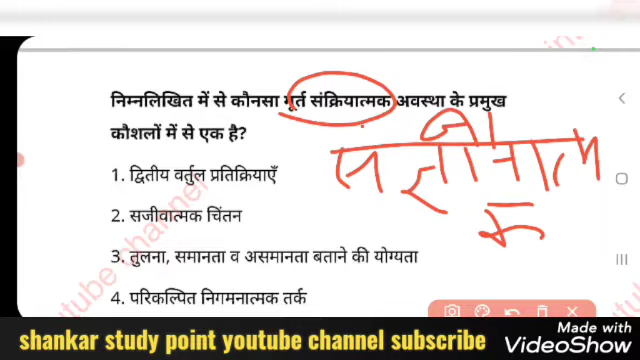 निम्नलिखित में से कौनसा मूर्त संक्रियात्मक अवस्था के प्रमुख
कौशलों में से एक है?
1. द्वितीय वर्तुल प्रतिक्रियाएँ
2. सजीवात्मक चिंतन
3. तुलना, समानता व असमानता बताने की योग्यता
4. परिकल्पित निगमनात्मक तर्क
shankar study point youtube channel subscribe
Made with
VideoShow